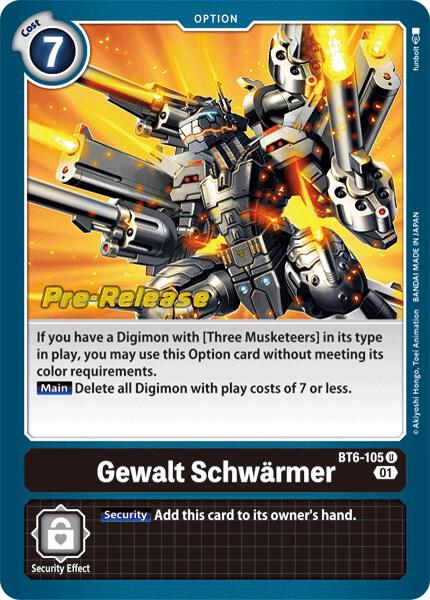 OPTION
Cost
7
funbolt
Pre-Release
If you have a Digimon with [Three Musketeers] in its type
in play, you may use this Option card without meeting its
color requirements.
Main Delete all Digimon with play costs of 7 or less.
©Akiyoshi Hongo, Toei Animation BANDAI MADE IN JAPAN
BT6-105 U
Gewalt Schwärmer
01
Security Add this card to its owner's hand.
Security Effect